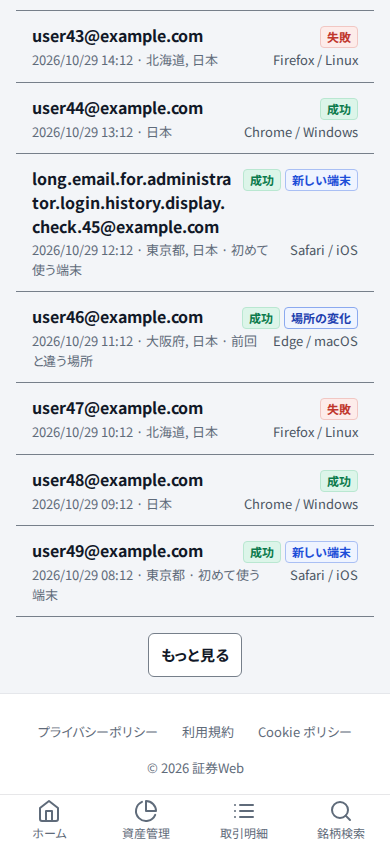 user43@example.com 失敗
2026/10/29 14:12 · 北海道, 日本 Firefox / Linux
user44@example.com 成功
2026/10/29 13:12 · 日本 Chrome / Windows
long.email.for.administra 成功 新しい端末
tor.login.history.display.
check.45@example.com
2026/10/29 12:12 · 東京都, 日本 · 初めて Safari / iOS
使う端末
user46@example.com 成功 場所の変化
2026/10/29 11:12 · 大阪府, 日本 · 前回 Edge / macOS
と違う場所
user47@example.com 失敗
2026/10/29 10:12 · 北海道, 日本 Firefox / Linux
user48@example.com 成功
2026/10/29 09:12 · 日本 Chrome / Windows
user49@example.com 成功 新しい端末
2026/10/29 08:12 · 東京都 · 初めて使う Safari / iOS
端末
もっと見る
プライバシーポリシー 利用規約 Cookie ポリシー
© 2026 証券Web
ホーム 資産管理 取引明細 銘柄検索